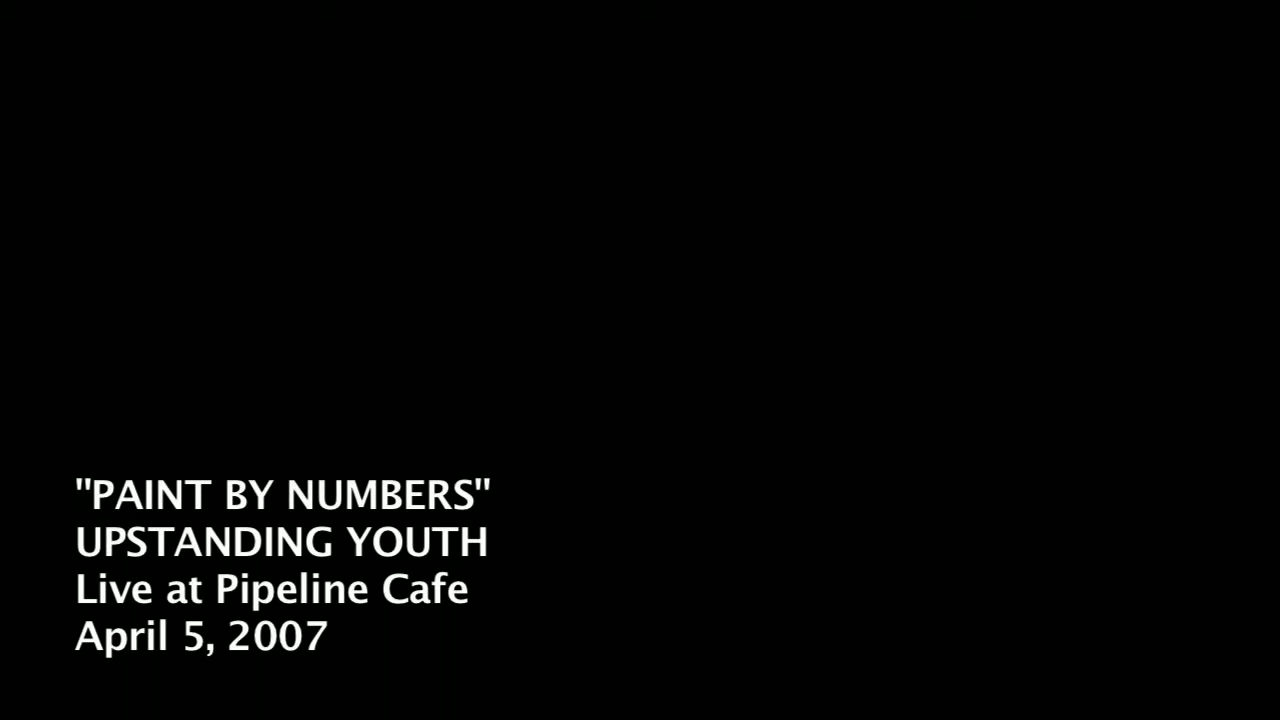 "PAINT BY NUMBERS"
UPSTANDING YOUTH
Live at Pipeline Cafe
April 5, 2007